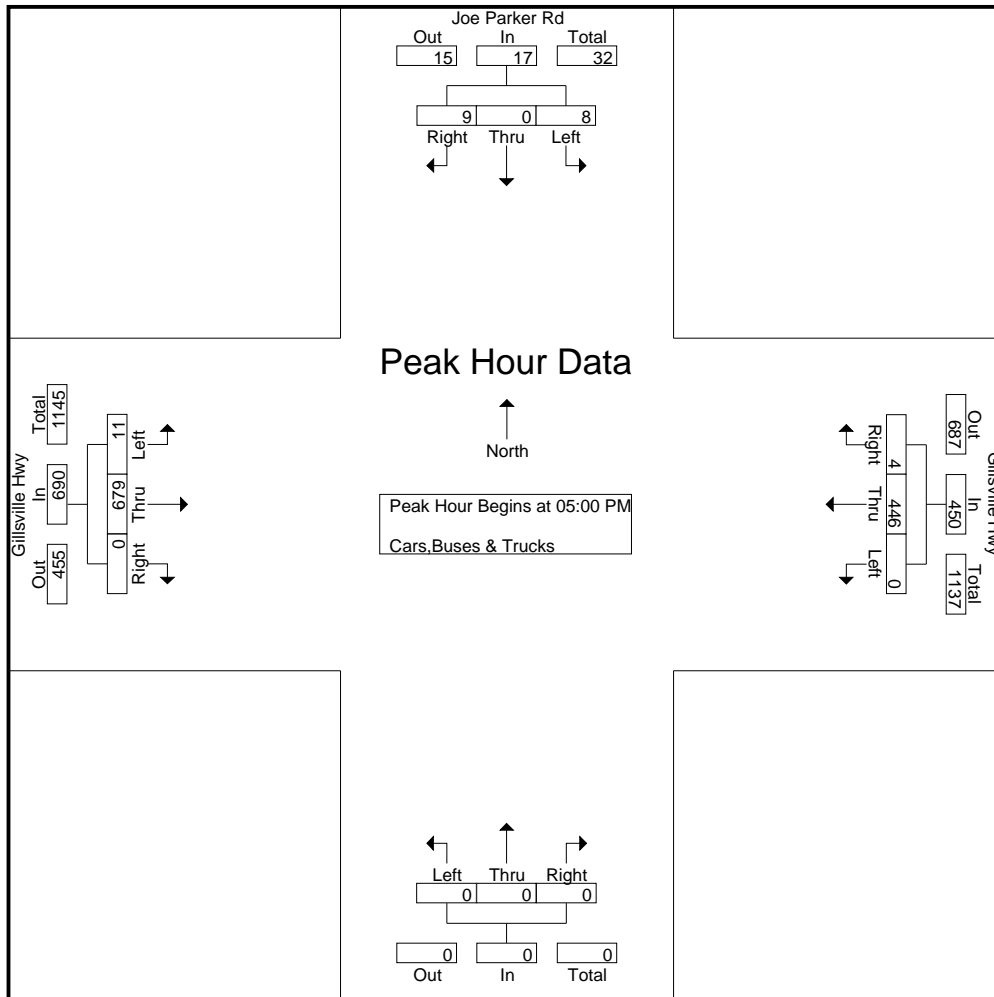 Joe Parker Rd
Out In Total
15 17 32
9 0 8
Right Thru Left
Peak Hour Data
North
Peak Hour Begins at 05:00 PM
Cars,Buses & Trucks
Gillsville Hwy
Out In Total
455 690 1145
11 679 0
Left Thru Right
Gillsville Hwy
Out In Total
687 450 1137
4 446 0
Right Thru Left
Left Thru Right
0 0 0
0 0 0
Out In Total